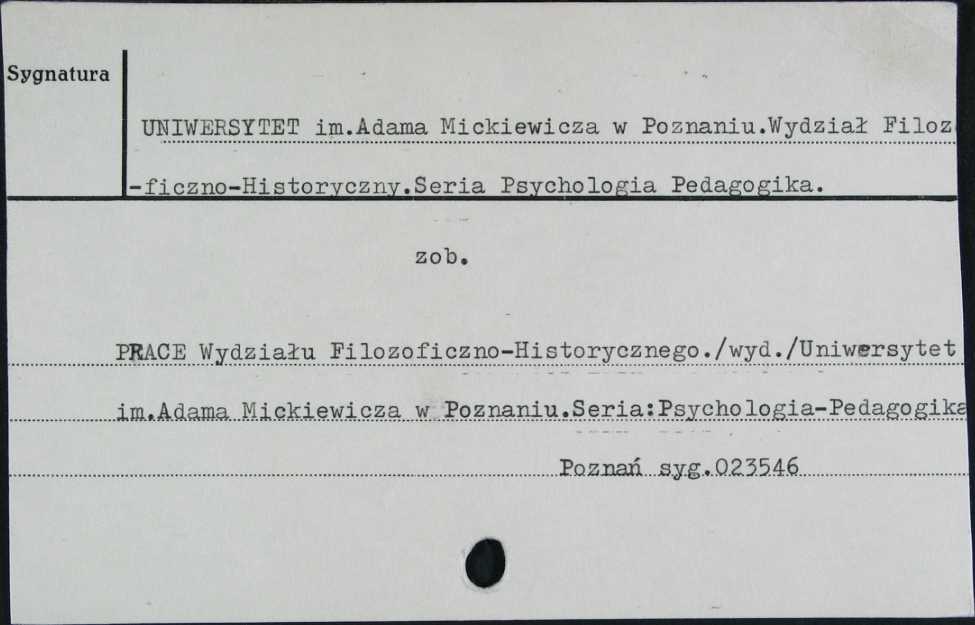 Sygnatura
UNIWERSYTET im.Adama Mickiewicza w Poznaniu.Wydział Filoz
-ficzno-Historyczny.Seria Psychologia Pedagogika.
zob.
PRACE Wydziału Filozoficzno-Historycznego./wyd./Uniwersytet
im.Adama Mickiewicza w Poznaniu.Seria:Psychologia-Pedagogika
Poznań syg.023546